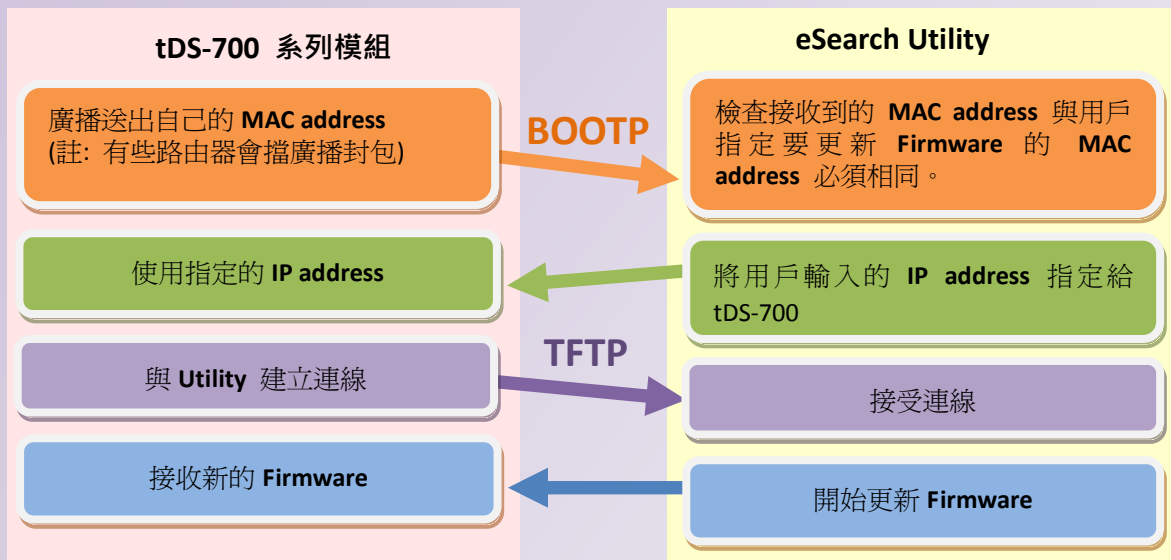 tDS-700 系列模組
eSearch Utility
廣播送出自己的 MAC address
(註: 有些路由器會擋廣播封包)
BOOTP
檢查接收到的 MAC address 與用戶
指定要更新 Firmware 的 MAC
address 必須相同。
使用指定的 IP address
將用戶輸入的 IP address 指定給
tDS-700
TFTP
與 Utility 建立連線
接受連線
接收新的 Firmware
開始更新 Firmware